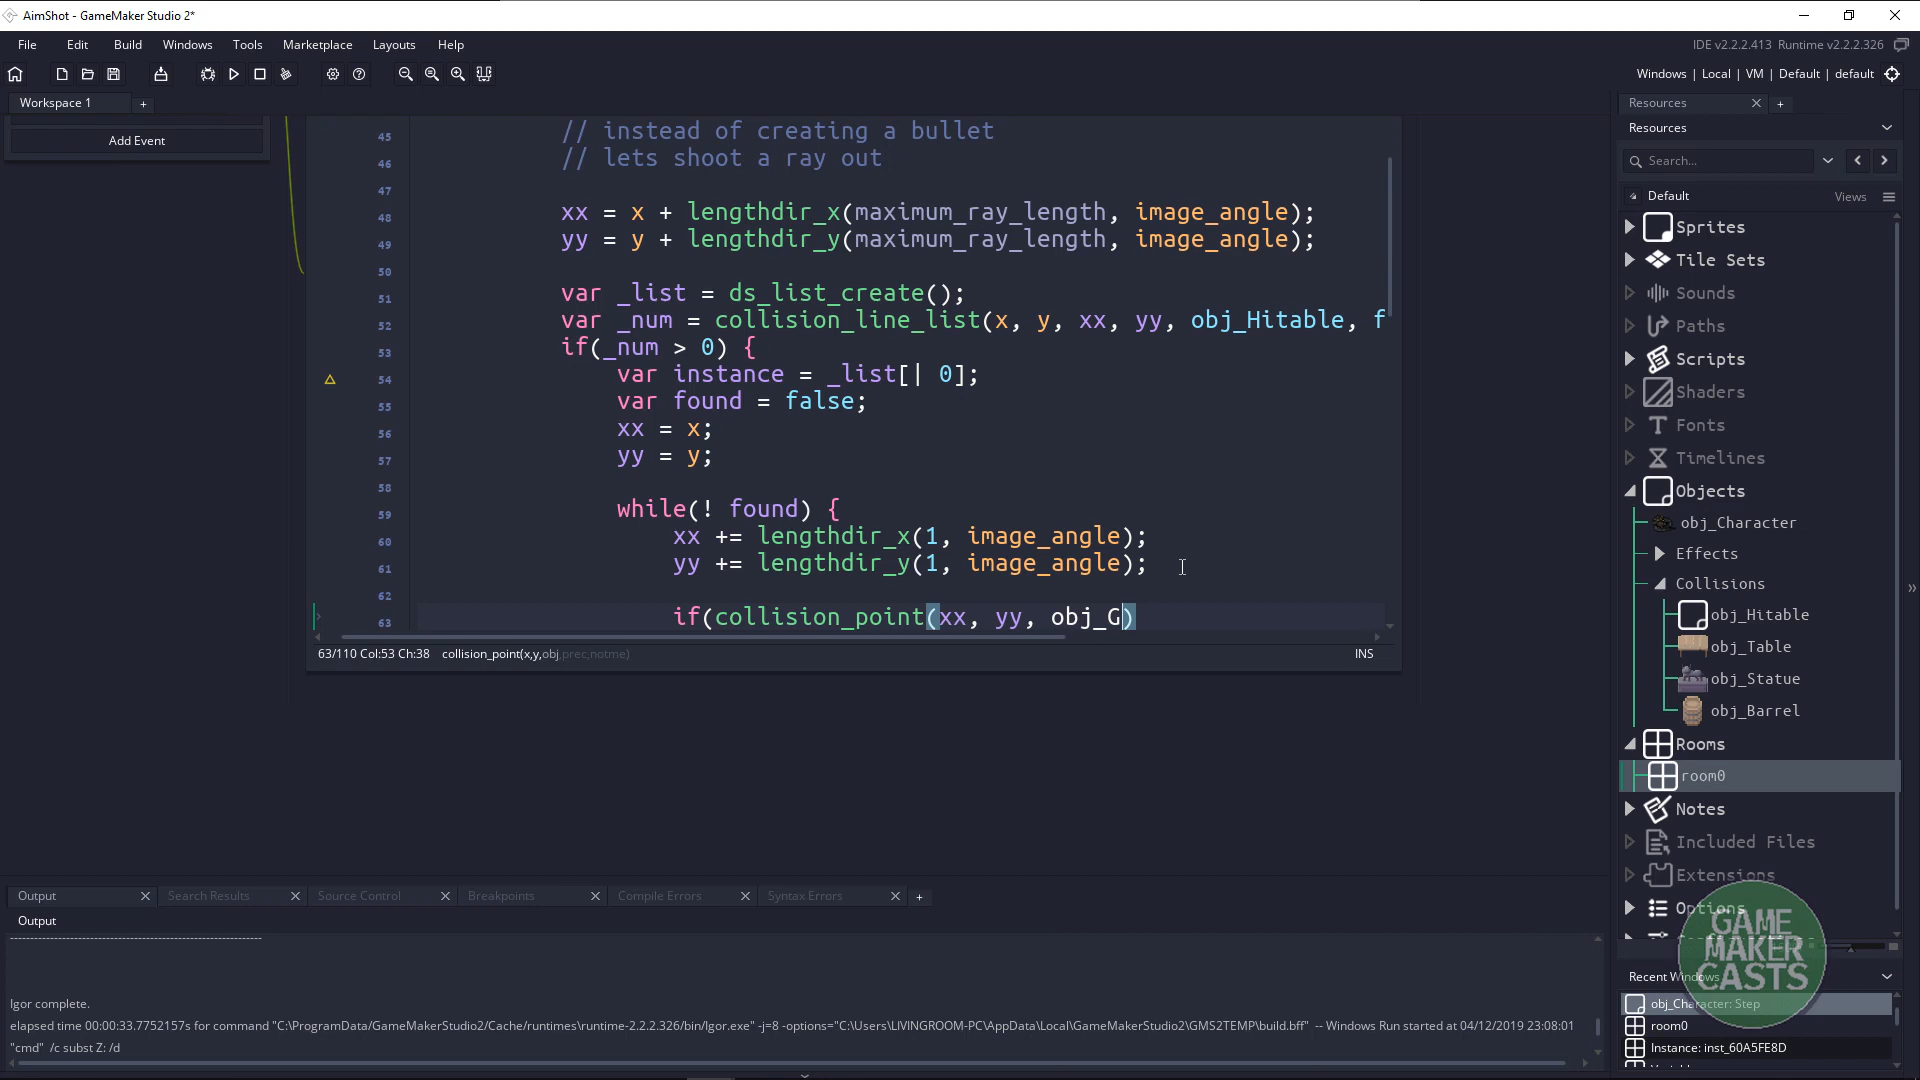 AimShot - GameMaker Studio 2*
File Edit Build Windows Tools Marketplace Layouts Help
IDE v2.2.2.413 Runtime v2.2.2.326
Windows | Local | VM | Default | default
Workspace 1 +
Add Event
45 // instead of creating a bullet
46 // lets shoot a ray out
47
48 xx = x + lengthdir_x(maximum_ray_length, image_angle);
49 yy = y + lengthdir_y(maximum_ray_length, image_angle);
50
51 var _list = ds_list_create();
52 var _num = collision_line_list(x, y, xx, yy, obj_Hitable, f
53 if(_num > 0) {
54 var instance = _list[| 0];
55 var found = false;
56 xx = x;
57 yy = y;
58
59 while(! found) {
60 xx += lengthdir_x(1, image_angle);
61 yy += lengthdir_y(1, image_angle);
62
63 if(collision_point(xx, yy, obj_G)
63/110 Col:53 Ch:38 collision_point(x,y,obj,prec,notme) INS
Resources
Resources
Search...
Default Views
Sprites
Tile Sets
Sounds
Paths
Scripts
Shaders
Fonts
Timelines
Objects
obj_Character
Effects
Collisions
obj_Hitable
obj_Table
obj_Statue
obj_Barrel
Rooms
room0
Notes
Included Files
Extensions
Options
GAME
MAKER
CASTS
Recent Windows
obj_Character: Step
room0
Instance: inst_60A5FE8D
Output Search Results Source Control Breakpoints Compile Errors Syntax Errors +
Output
Igor complete.
elapsed time 00:00:33.7752157s for command "C:\ProgramData/GameMakerStudio2/Cache/runtimes\runtime-2.2.2.326/bin/Igor.exe" -j=8 -options="C:\Users\LIVINGROOM-PC\AppData\Local\GameMakerStudio2\GMS2TEMP\build.bff" -- Windows Run started at 04/12/2019 23:08:01
"cmd" /c subst Z: /d